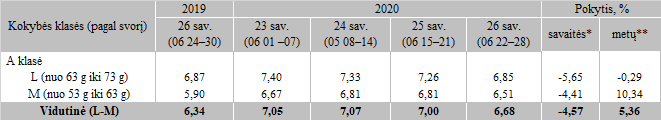 Kokybės klasės (pagal svorį) 2019 2020 Pokytis, %
26 sav. (06 24–30) 23 sav. (06 01 –07) 24 sav. (05 08–14) 25 sav. (06 15–21) 26 sav. (06 22–28) savaitės* metų**
A klasė
L (nuo 63 g iki 73 g) 6,87 7,40 7,33 7,26 6,85 -5,65 -0,29
M (nuo 53 g iki 63 g) 5,90 6,67 6,81 6,81 6,51 -4,41 10,34
Vidutinė (L-M) 6,34 7,05 7,07 7,00 6,68 -4,57 5,36